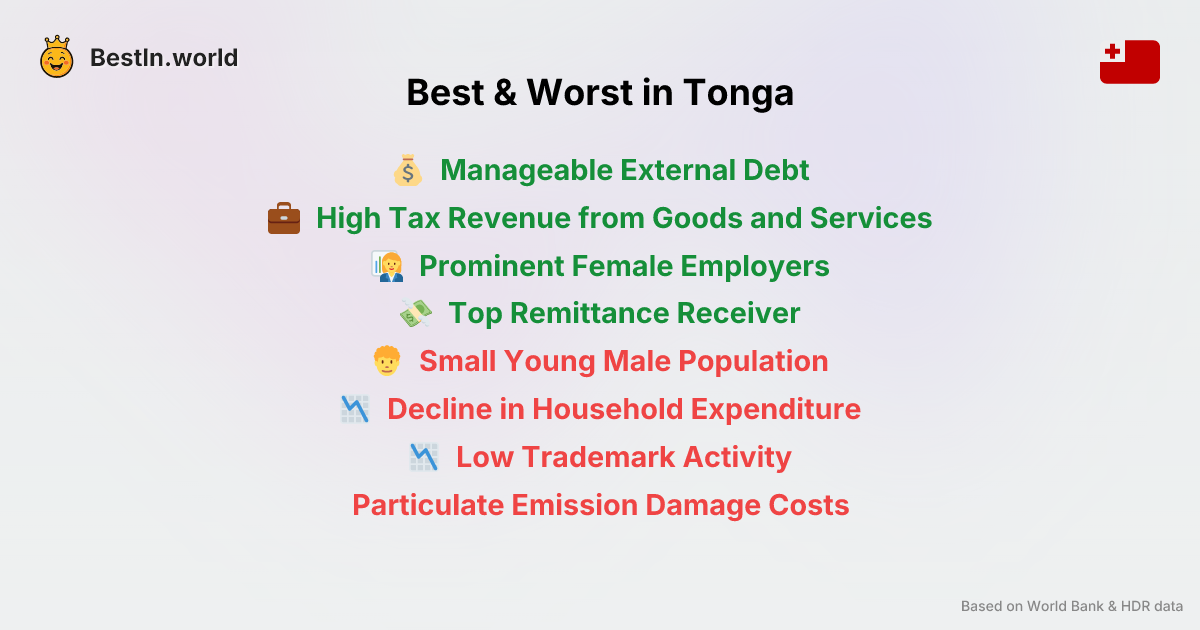 BestIn.world
Best & Worst in Tonga
Manageable External Debt
High Tax Revenue from Goods and Services
Prominent Female Employers
Top Remittance Receiver
Small Young Male Population
Decline in Household Expenditure
Low Trademark Activity
Particulate Emission Damage Costs
Based on World Bank & HDR data